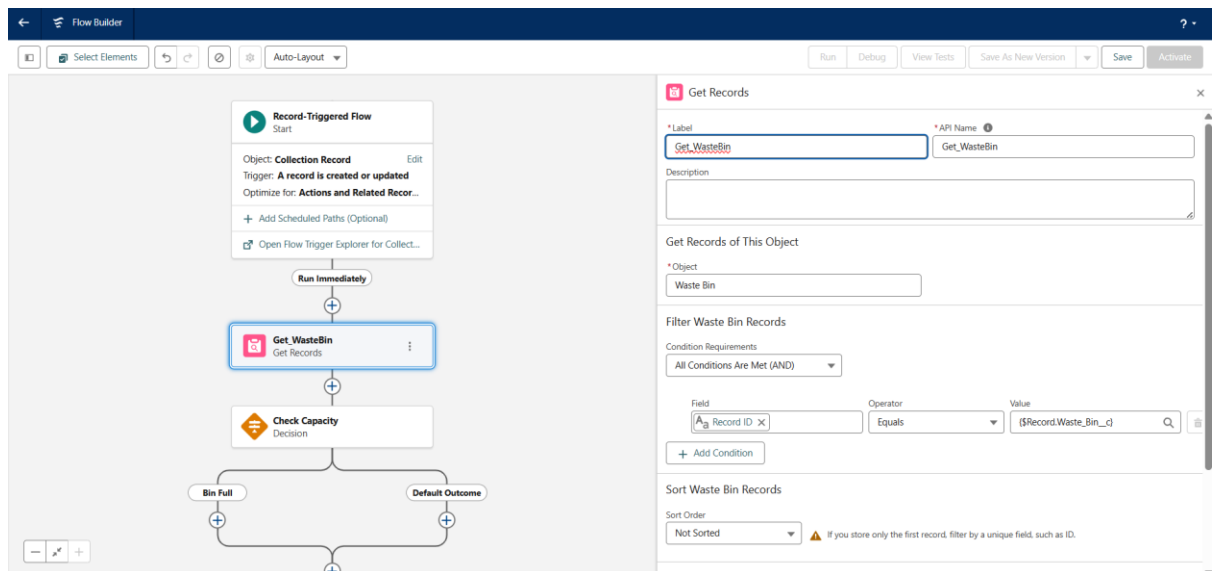 Flow Builder
?
Select Elements
Auto-Layout
Run
Debug
View Tests
Save As New Version
Save
Activate
Record-Triggered Flow
Start
Object: Collection Record
Edit
Trigger: A record is created or updated
Optimize for: Actions and Related Recor...
+ Add Scheduled Paths (Optional)
Open Flow Trigger Explorer for Collect...
Run Immediately
Get_WasteBin
Get Records
Check Capacity
Decision
Bin Full
Default Outcome
Get Records
*Label
*API Name
Get_WasteBin
Get_WasteBin
Description
Get Records of This Object
*Object
Waste Bin
Filter Waste Bin Records
Condition Requirements
All Conditions Are Met (AND)
Field
Operator
Value
Aa Record ID
Equals
{$Record.Waste_Bin__c}
+ Add Condition
Sort Waste Bin Records
Sort Order
Not Sorted
If you store only the first record, filter by a unique field, such as ID.